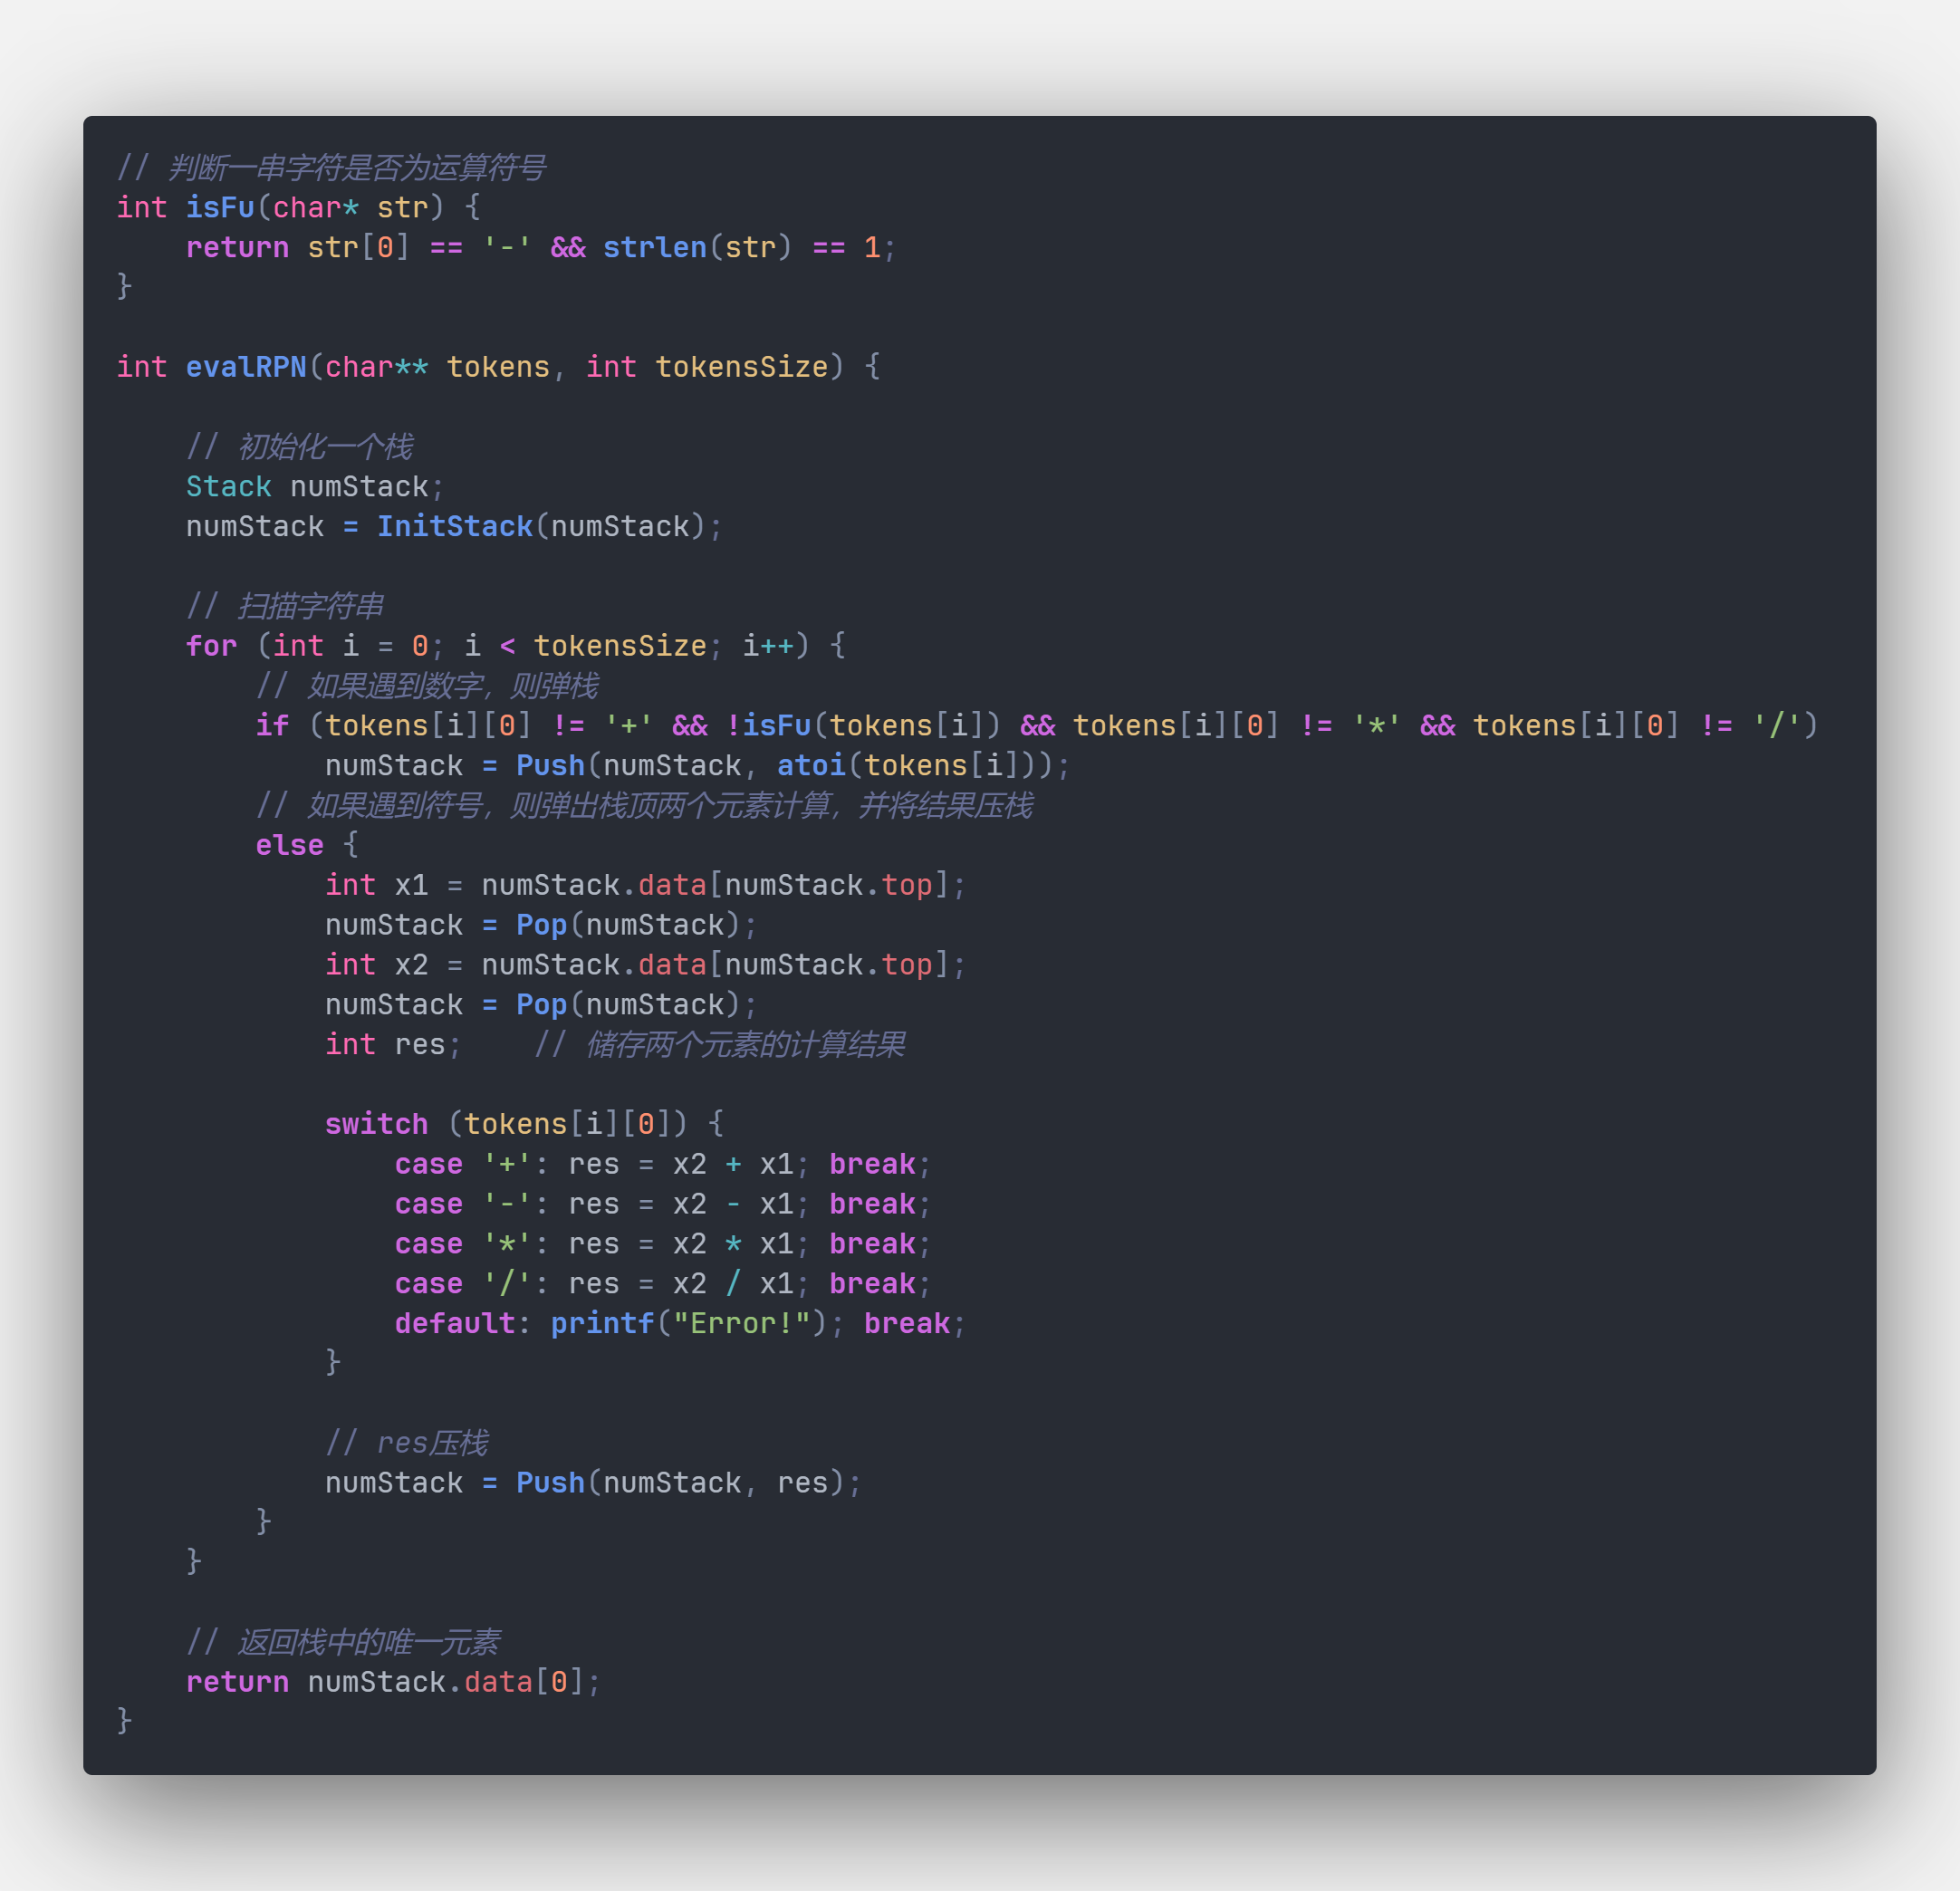 // 判断一串字符是否为运算符号
int isFu(char* str) {
    return str[0] == '-' && strlen(str) == 1;
}

int evalRPN(char** tokens, int tokensSize) {

    // 初始化一个栈
    Stack numStack;
    numStack = InitStack(numStack);

    // 扫描字符串
    for (int i = 0; i < tokensSize; i++) {
        // 如果遇到数字，则弹栈
        if (tokens[i][0] != '+' && !isFu(tokens[i]) && tokens[i][0] != '*' && tokens[i][0] != '/')
            numStack = Push(numStack, atoi(tokens[i]));
        // 如果遇到符号，则弹出栈顶两个元素计算，并将结果压栈
        else {
            int x1 = numStack.data[numStack.top];
            numStack = Pop(numStack);
            int x2 = numStack.data[numStack.top];
            numStack = Pop(numStack);
            int res;    // 储存两个元素的计算结果

            switch (tokens[i][0]) {
                case '+': res = x2 + x1; break;
                case '-': res = x2 - x1; break;
                case '*': res = x2 * x1; break;
                case '/': res = x2 / x1; break;
                default: printf("Error!"); break;
            }

            // res压栈
            numStack = Push(numStack, res);
        }
    }

    // 返回栈中的唯一元素
    return numStack.data[0];
}